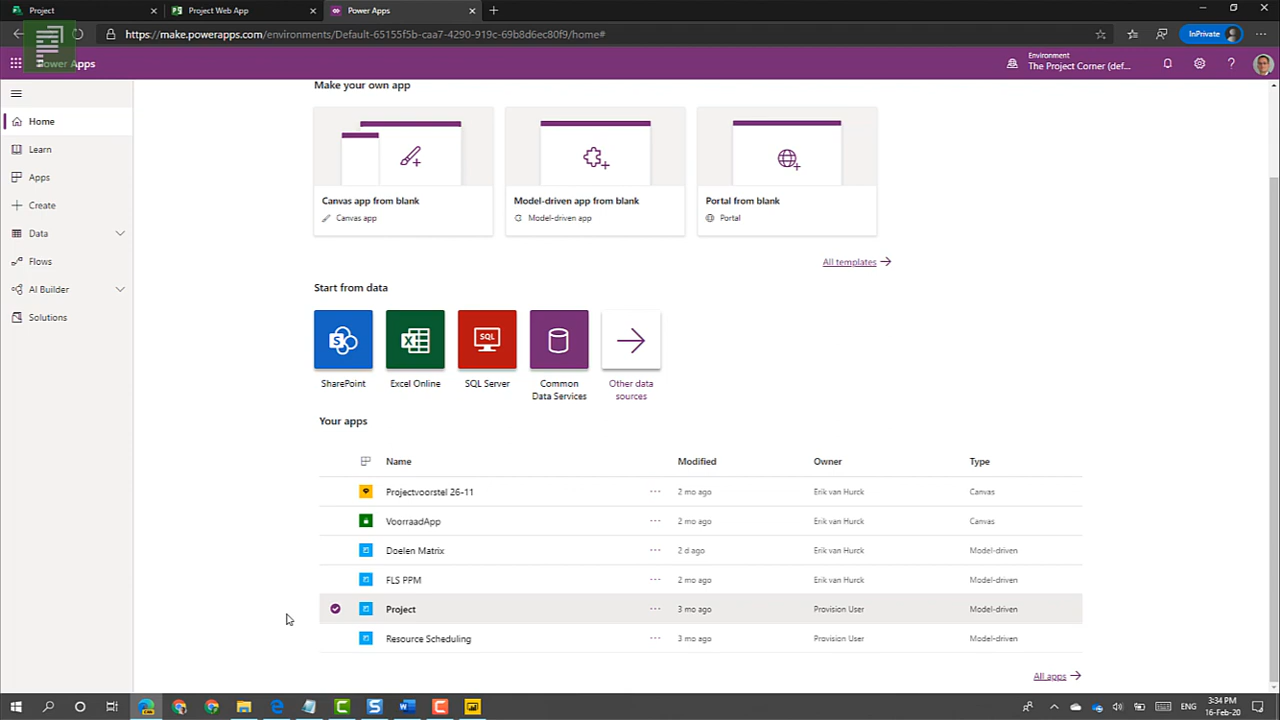 Project
Project Web App
Power Apps
https://make.powerapps.com/environments/Default-65155f5b-caa7-4290-919c-69b8d6ec80f9/home#
InPrivate
Power Apps
Environment
The Project Corner (def...
Home
Learn
Apps
Create
Data
Flows
AI Builder
Solutions
Make your own app
Canvas app from blank
Canvas app
Model-driven app from blank
Model-driven app
Portal from blank
Portal
All templates
Start from data
SQL
SharePoint
Excel Online
SQL Server
Common
Data Services
Other data
sources
Your apps
Name Modified Owner Type
Projectvoorstel 26-11 ... 2 mo ago Erik van Hurck Canvas
VoorraadApp ... 2 mo ago Erik van Hurck Canvas
Doelen Matrix ... 2 d ago Erik van Hurck Model-driven
FLS PPM ... 2 mo ago Erik van Hurck Model-driven
Project ... 3 mo ago Provision User Model-driven
Resource Scheduling ... 3 mo ago Provision User Model-driven
All apps
ENG
3:34 PM
16-Feb-20